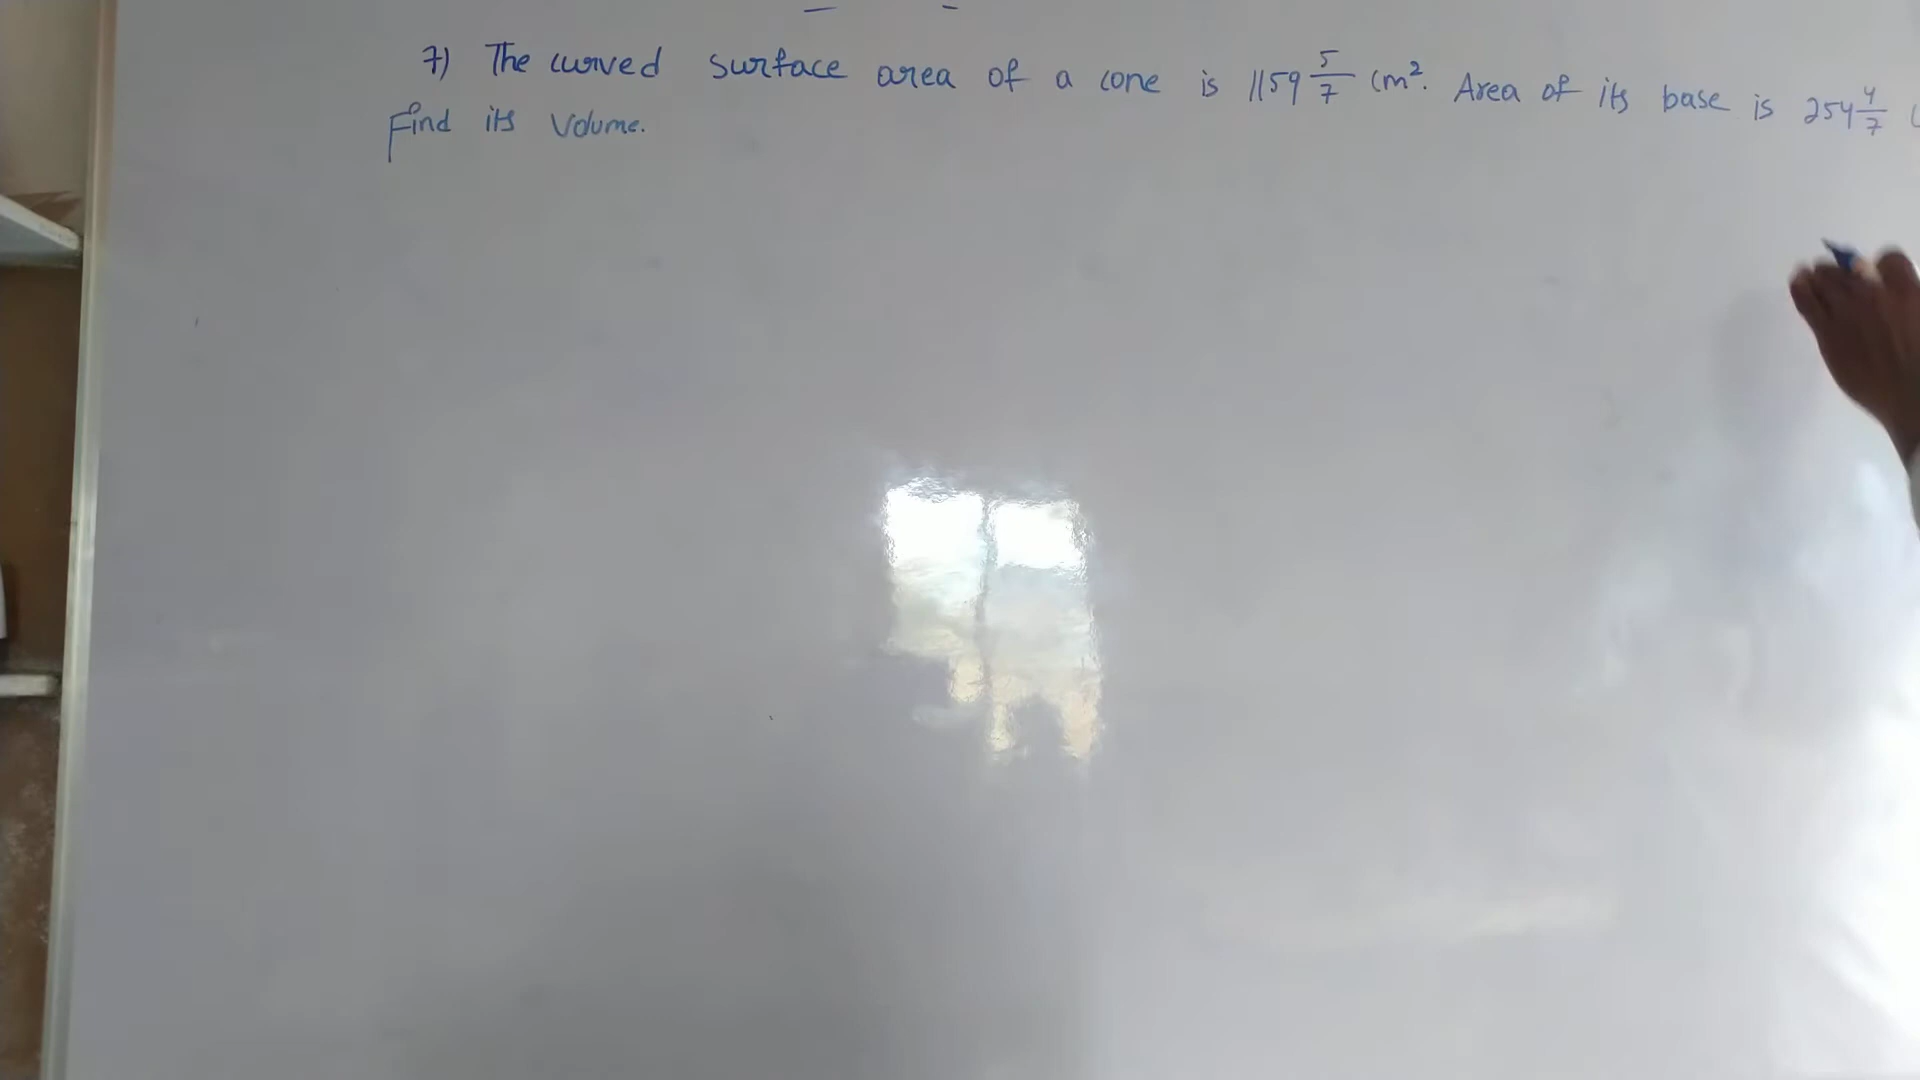 7) The curved surface area of a cone is 1159 5/7 cm². Area of its base is 254 4/7
Find its Volume.